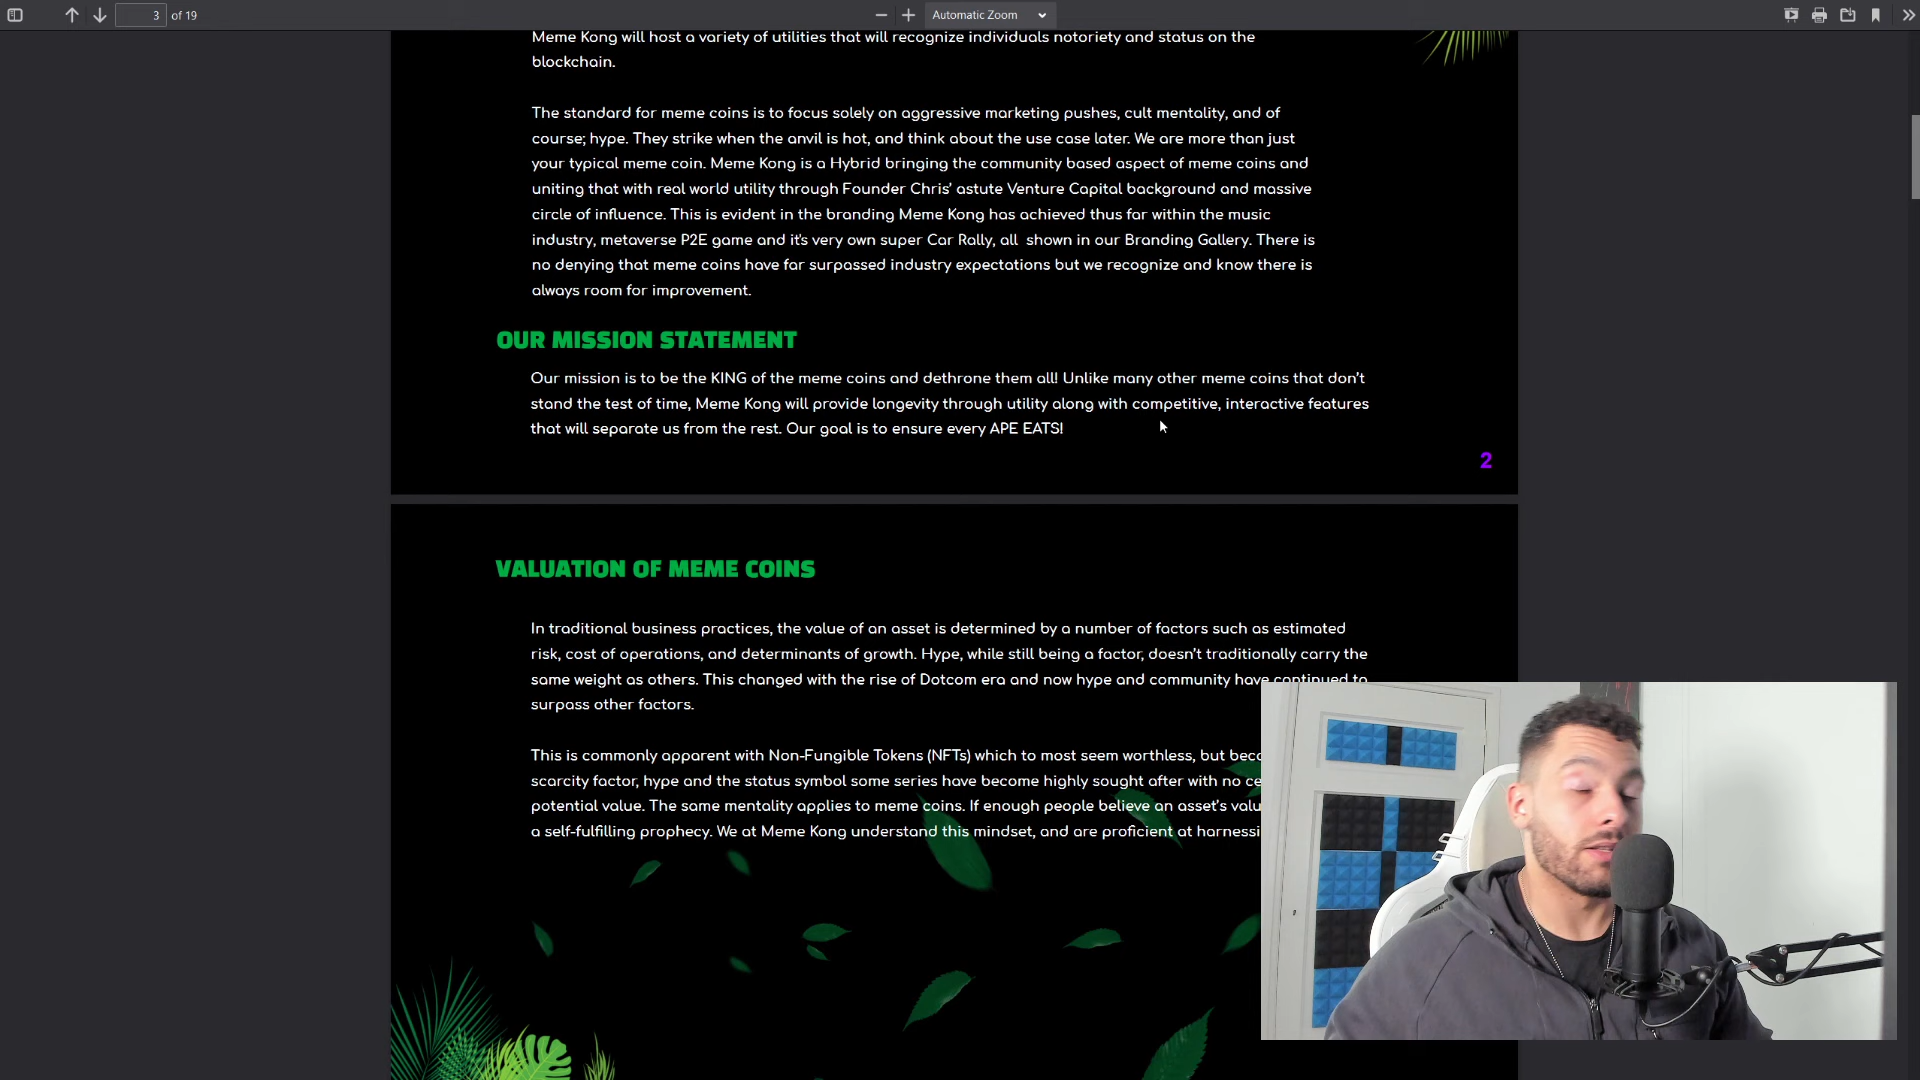 3 of 19 Automatic Zoom
Meme Kong will host a variety of utilities that will recognize individuals notoriety and status on the
blockchain.
The standard for meme coins is to focus solely on aggressive marketing pushes, cult mentality, and of
course; hype. They strike when the anvil is hot, and think about the use case later. We are more than just
your typical meme coin. Meme Kong is a Hybrid bringing the community based aspect of meme coins and
uniting that with real world utility through Founder Chris' astute Venture Capital background and massive
circle of influence. This is evident in the branding Meme Kong has achieved thus far within the music
industry, metaverse P2E game and it's very own super Car Rally, all shown in our Branding Gallery. There is
no denying that meme coins have far surpassed industry expectations but we recognize and know there is
always room for improvement.
OUR MISSION STATEMENT
Our mission is to be the KING of the meme coins and dethrone them all! Unlike many other meme coins that don't
stand the test of time, Meme Kong will provide longevity through utility along with competitive, interactive features
that will separate us from the rest. Our goal is to ensure every APE EATS!
2
VALUATION OF MEME COINS
In traditional business practices, the value of an asset is determined by a number of factors such as estimated
risk, cost of operations, and determinants of growth. Hype, while still being a factor, doesn't traditionally carry the
same weight as others. This changed with the rise of Dotcom era and now hype and community have continued to
surpass other factors.
This is commonly apparent with Non-Fungible Tokens (NFTs) which to most seem worthless, but
scarcity factor, hype and the status symbol some series have become highly sought after with no
potential value. The same mentality applies to meme coins. If enough people believe an asset's
a self-fulfilling prophecy. We at Meme Kong understand this mindset, and are proficient at